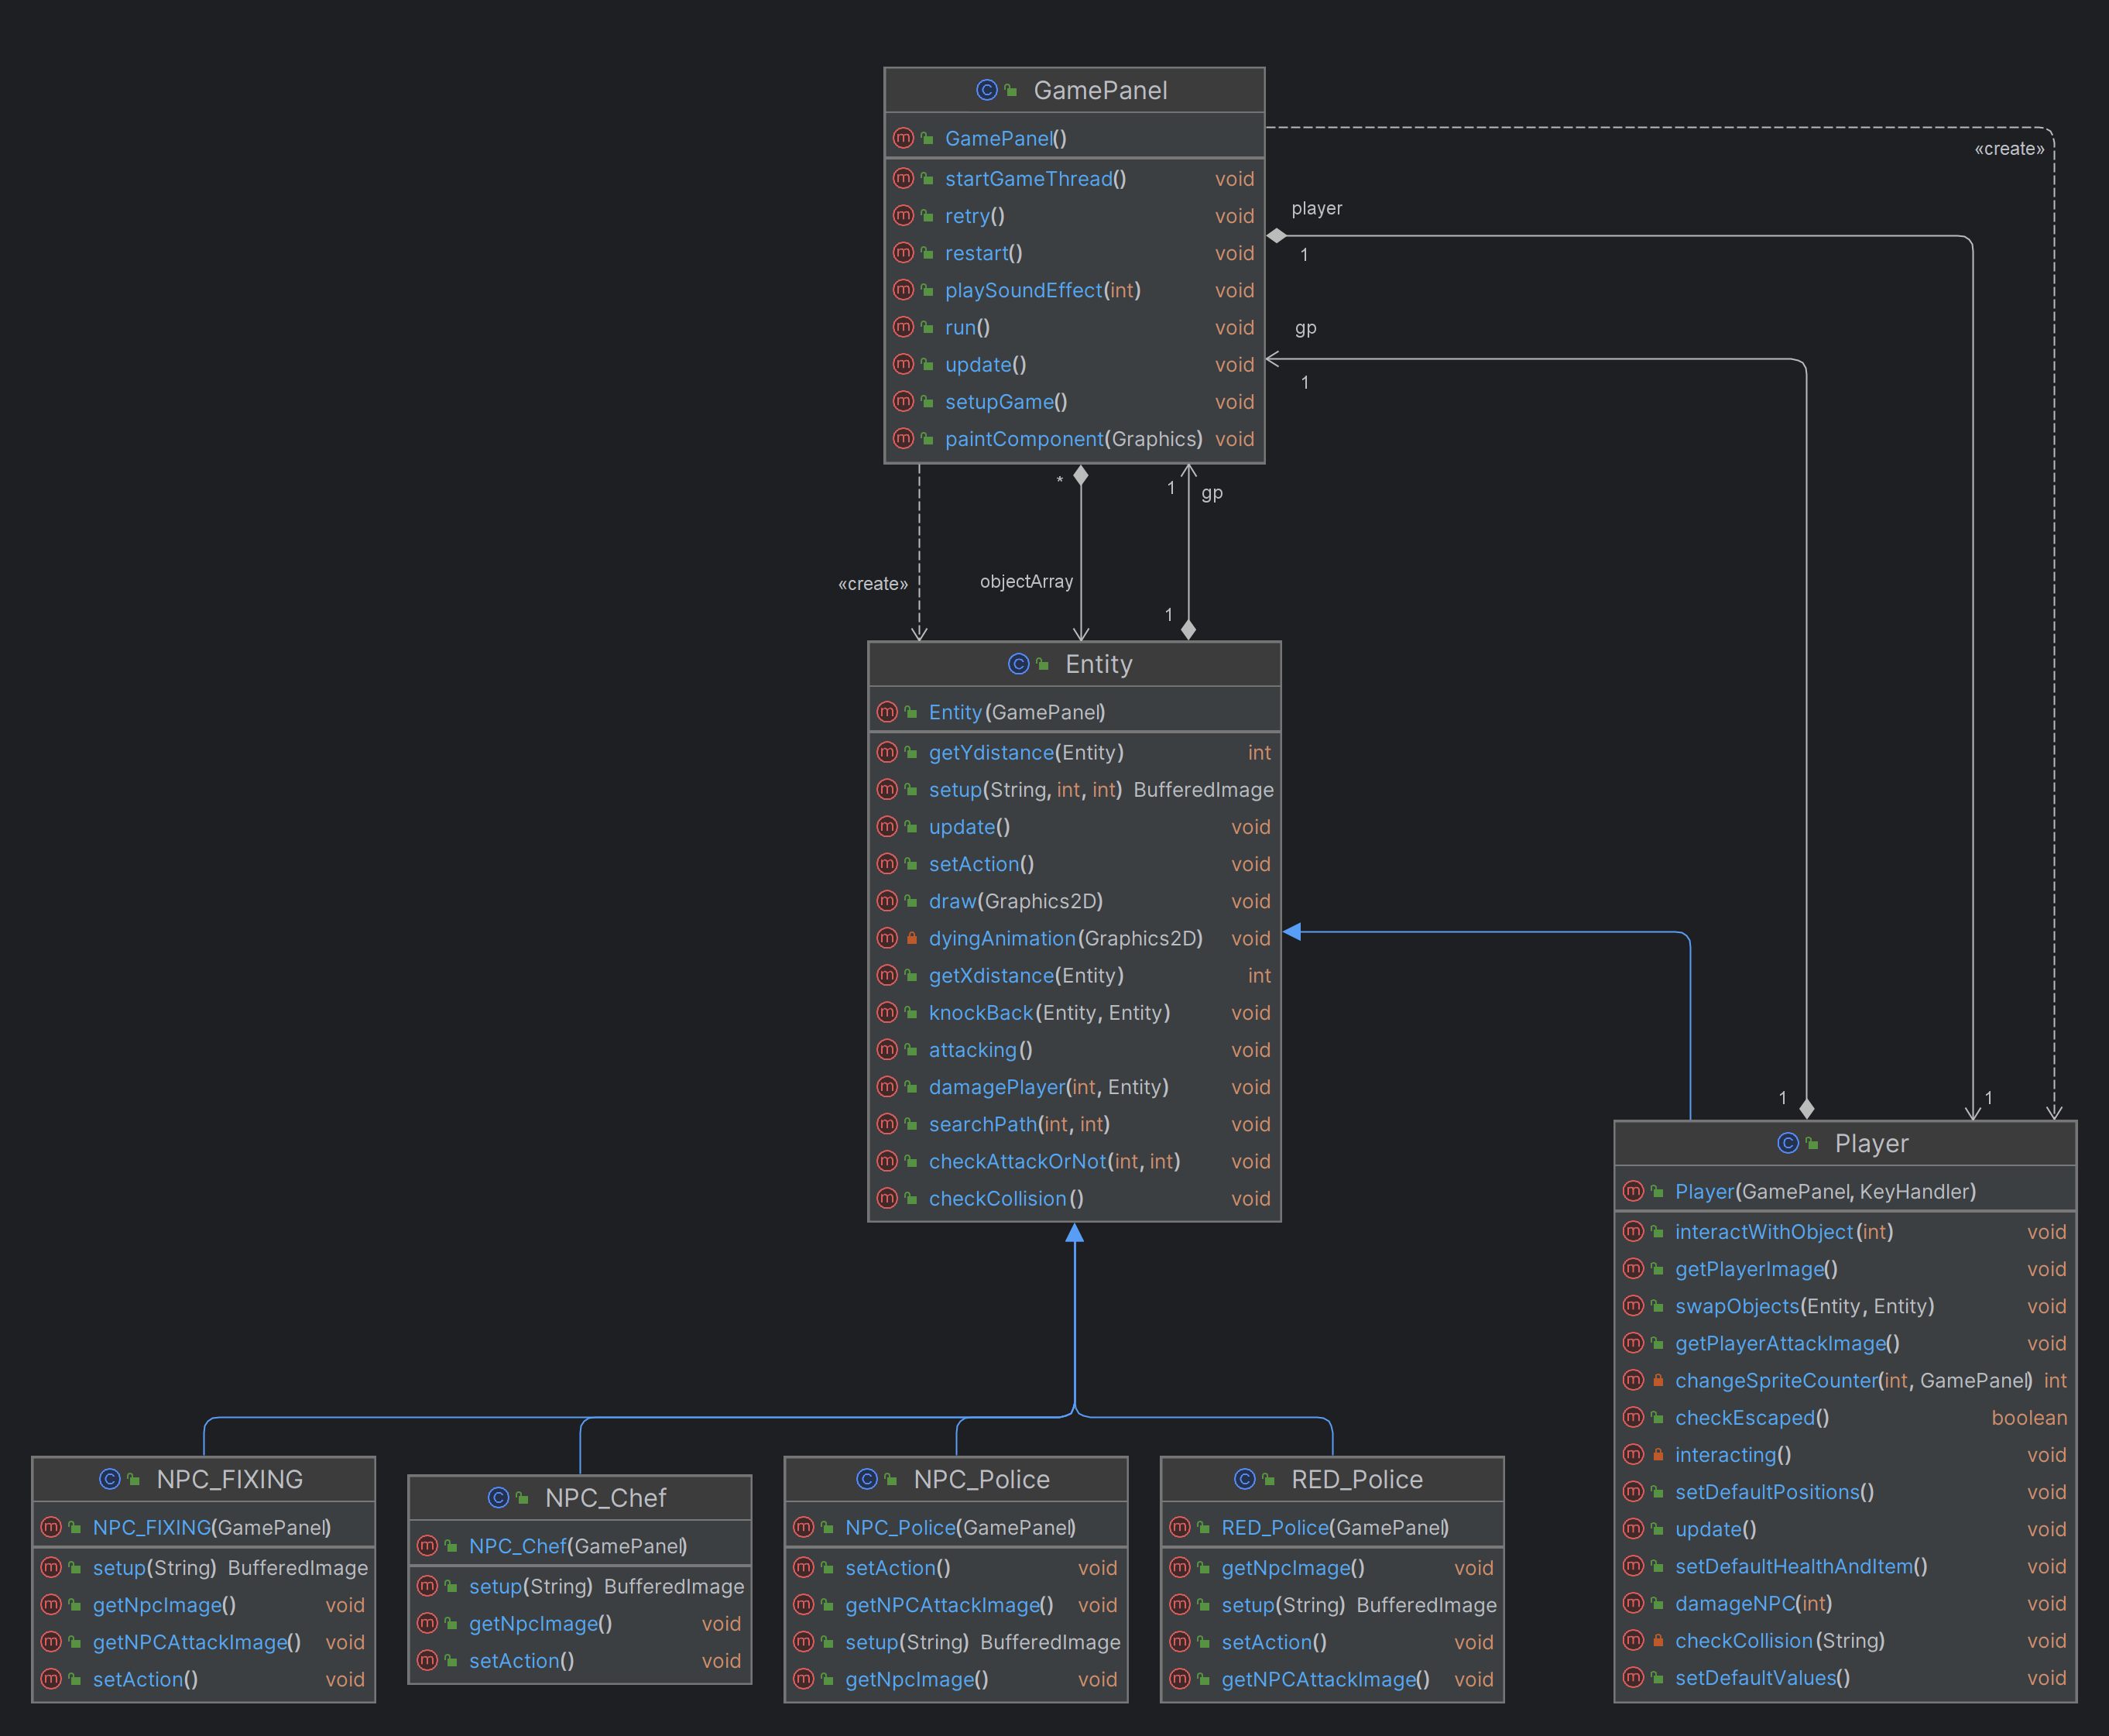 GamePanel
GamePanel()
startGameThread() void
retry() void
restart() void
playSoundEffect(int) void
run() void
update() void
setupGame() void
paintComponent(Graphics) void
«create»
player
1
gp
1
* 
1 gp
«create»
objectArray
1
Entity
Entity(GamePanel)
getYdistance(Entity) int
setup(String, int, int) BufferedImage
update() void
setAction() void
draw(Graphics2D) void
dyingAnimation(Graphics2D) void
getXdistance(Entity) int
knockBack(Entity, Entity) void
attacking() void
damagePlayer(int, Entity) void
searchPath(int, int) void
checkAttackOrNot(int, int) void
checkCollision() void
1
1
Player
Player(GamePanel, KeyHandler)
interactWithObject(int) void
getPlayerImage() void
swapObjects(Entity, Entity) void
getPlayerAttackImage() void
changeSpriteCounter(int, GamePanel) int
checkEscaped() boolean
interacting() void
setDefaultPositions() void
update() void
setDefaultHealthAndItem() void
damageNPC(int) void
checkCollision(String) void
setDefaultValues() void
NPC_FIXING
NPC_FIXING(GamePanel)
setup(String) BufferedImage
getNpcImage() void
getNPCAttackImage() void
setAction() void
NPC_Chef
NPC_Chef(GamePanel)
setup(String) BufferedImage
getNpcImage() void
setAction() void
NPC_Police
NPC_Police(GamePanel)
setAction() void
getNPCAttackImage() void
setup(String) BufferedImage
getNpcImage() void
RED_Police
RED_Police(GamePanel)
getNpcImage() void
setup(String) BufferedImage
setAction() void
getNPCAttackImage() void